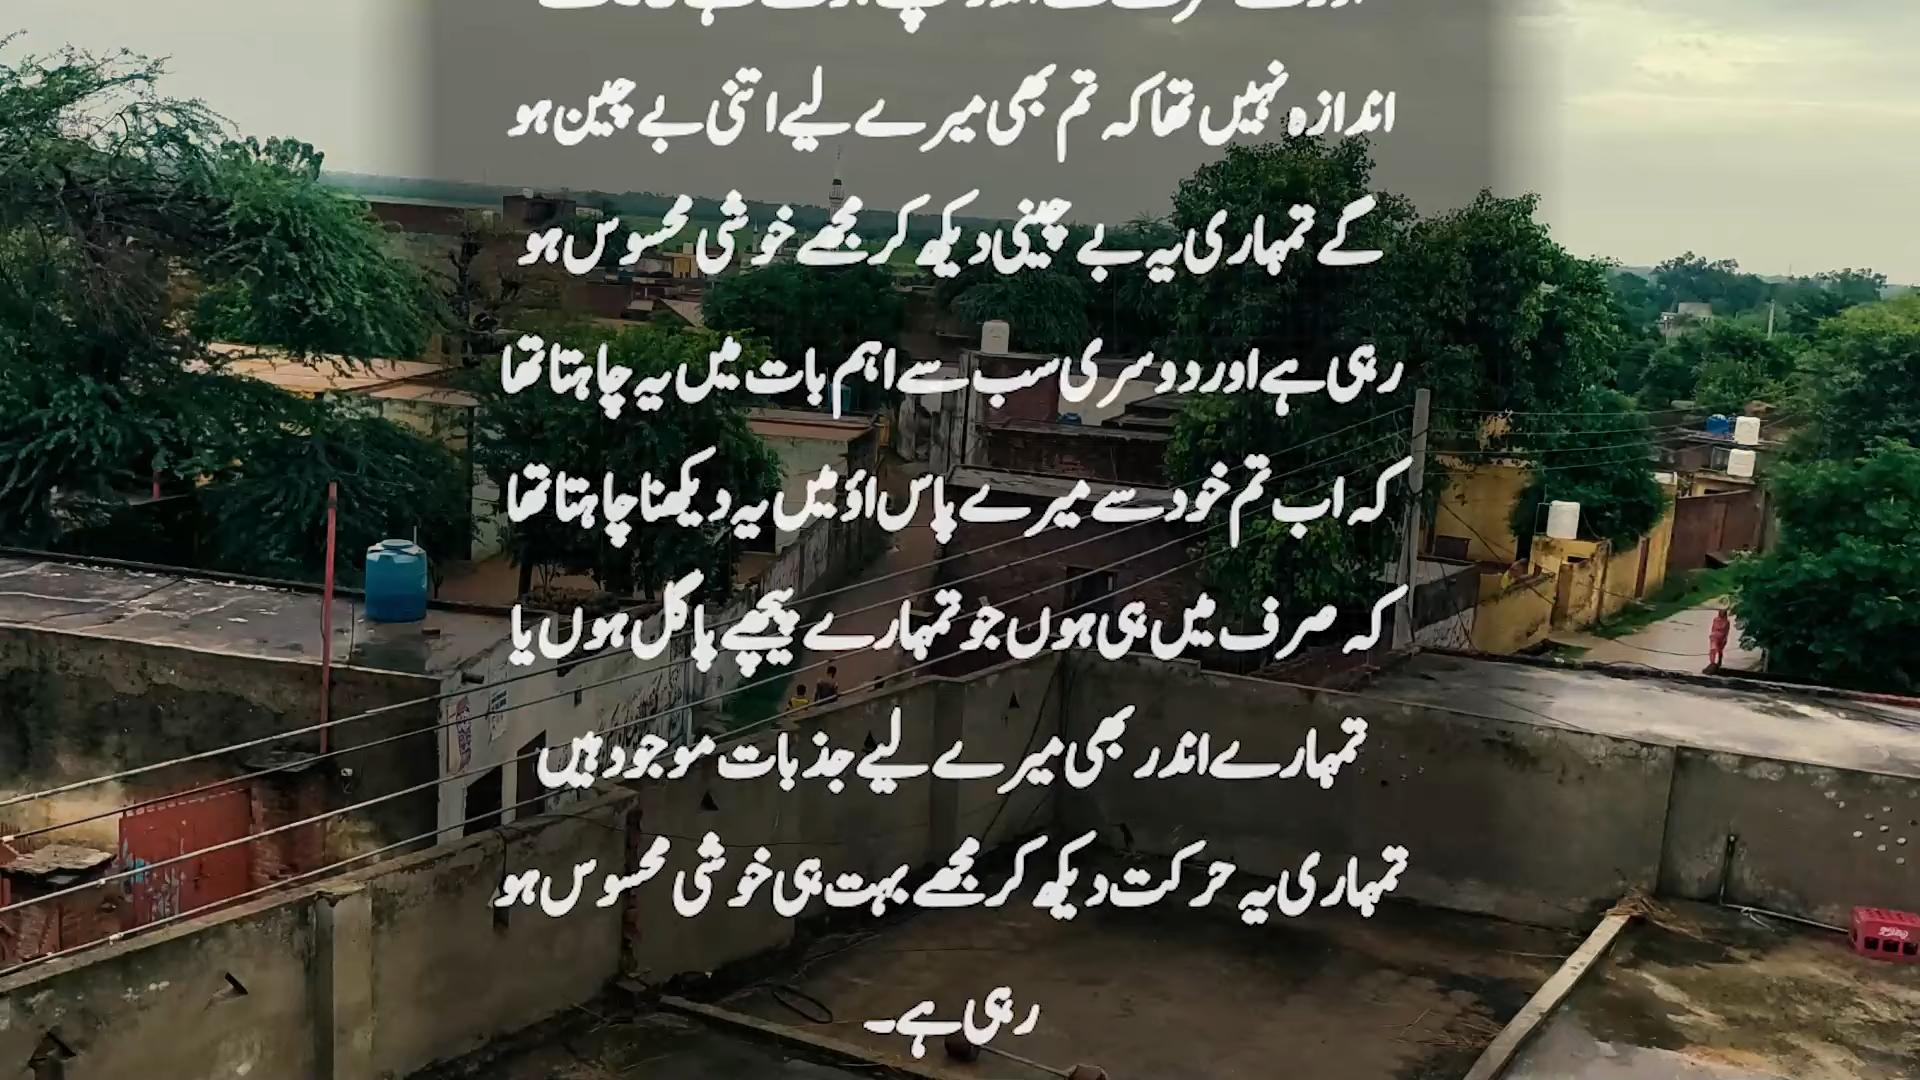 اندازہ نہیں تھا کہ تم بھی میرے لیے اتنی بے چین ہو
گے تمہاری یہ بے چینی دیکھ کر مجھے خوشی محسوس ہو
رہی ہے اور دوسری سب سے اہم بات میں یہ چاہتا تھا
کہ اب تم خود سے میرے پاس اؤ میں یہ دیکھنا چاہتا تھا
کہ صرف میں ہی ہوں جو تمہارے پیچھے پاگل ہوں یا
تمہارے اندر بھی میرے لیے جذبات موجود ہیں
تمہاری یہ حرکت دیکھ کر مجھے بہت ہی خوشی محسوس ہو
رہی ہے۔